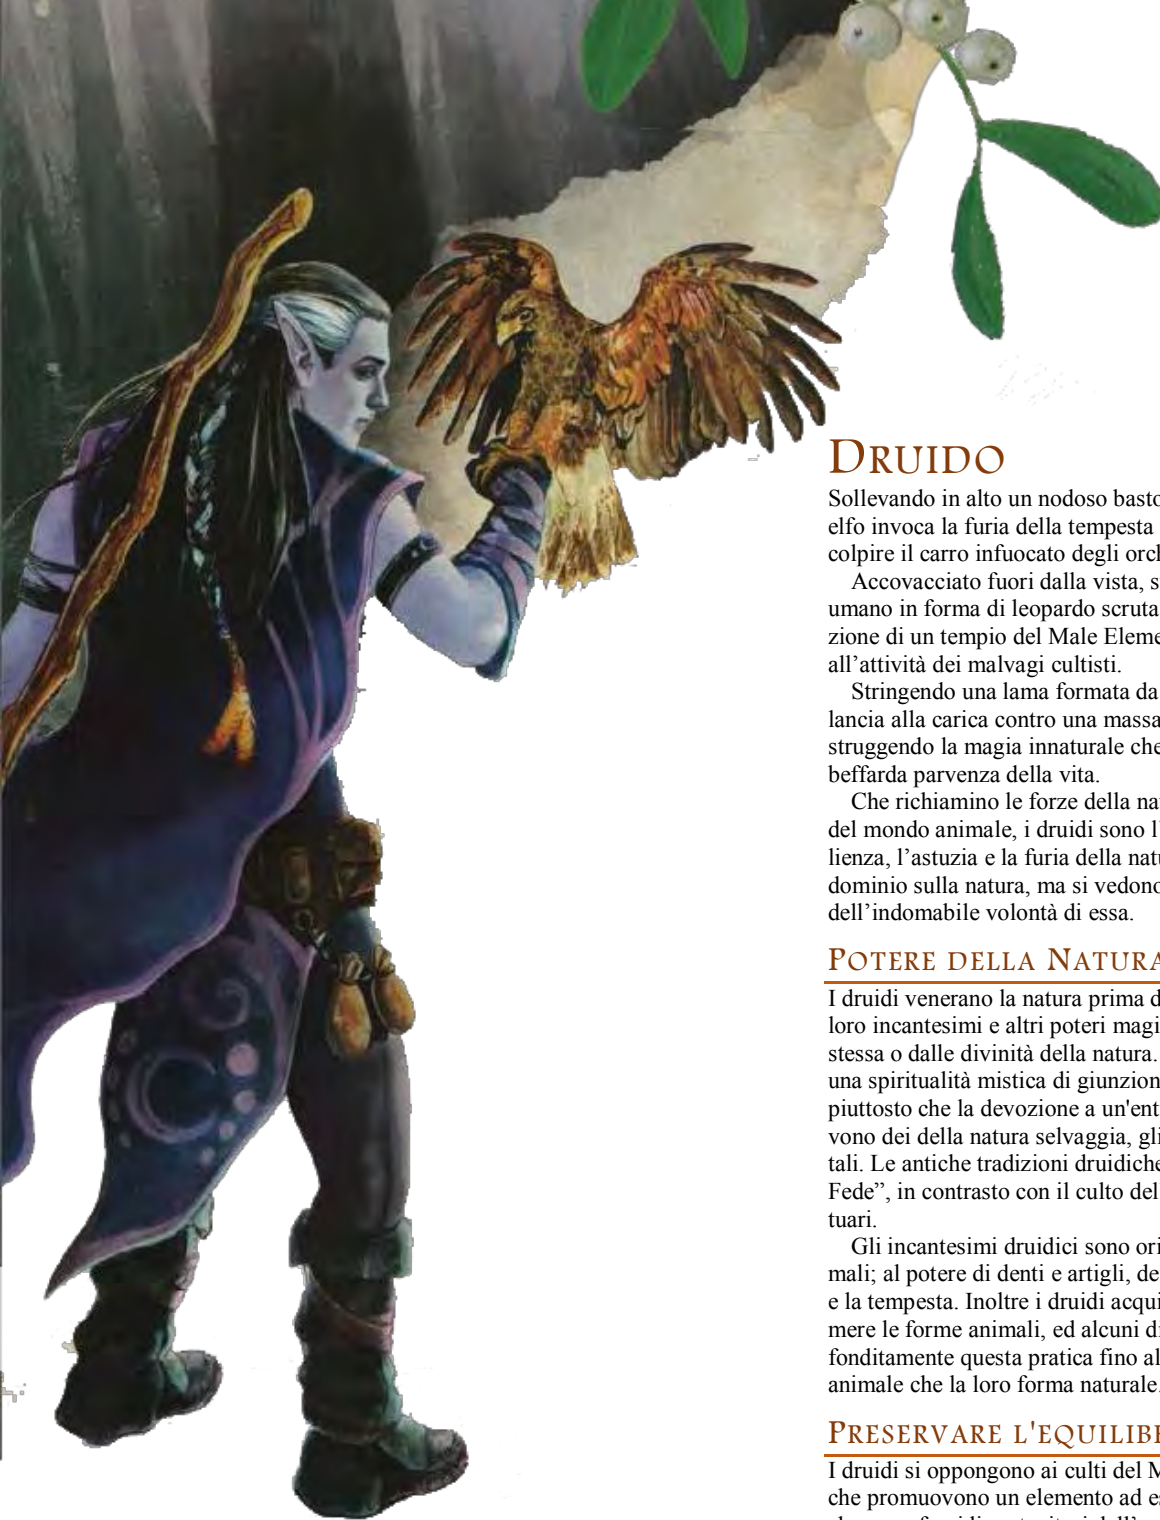 DRUIDO
Sollevando in alto un nodoso basto
elfo invoca la furia della tempesta
colpire il carro infuocato degli orch
Accovacciato fuori dalla vista, s
umano in forma di leopardo scruta
zione di un tempio del Male Eleme
all’attività dei malvagi cultisti.
Stringendo una lama formata da
lancia alla carica contro una massa
struggendo la magia innaturale che
beffarda parvenza della vita.
Che richiamino le forze della nat
del mondo animale, i druidi sono l’
lienza, l’astuzia e la furia della natu
dominio sulla natura, ma si vedono
dell’indomabile volontà di essa.
POTERE DELLA NATURA
I druidi venerano la natura prima d
loro incantesimi e altri poteri magi
stessa o dalle divinità della natura.
una spiritualità mistica di giunzion
piuttosto che la devozione a un'ent
vono dei della natura selvaggia, gli
tali. Le antiche tradizioni druidiche
Fede”, in contrasto con il culto del
tuari.
Gli incantesimi druidici sono ori
mali; al potere di denti e artigli, de
e la tempesta. Inoltre i druidi acqui
mere le forme animali, ed alcuni d
fonditamente questa pratica fino al
animale che la loro forma naturale.
PRESERVARE L'EQUILIB
I druidi si oppongono ai culti del M
che promuovono un elemento ad es